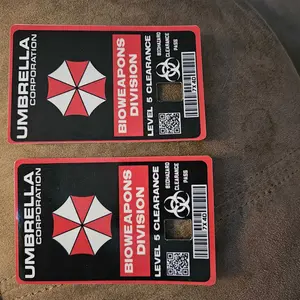 UMBRELLA
CORPORATION
BIOWEAPONS
DIVISION
LEVEL 5 CLEARANCE
BIOHAZARD
CLEARANCE
PASS
UMBRELLA
CORPORATION
BIOWEAPONS
DIVISION
LEVEL 5 CLEARANCE
BIOHAZARD
CLEARANCE
PASS